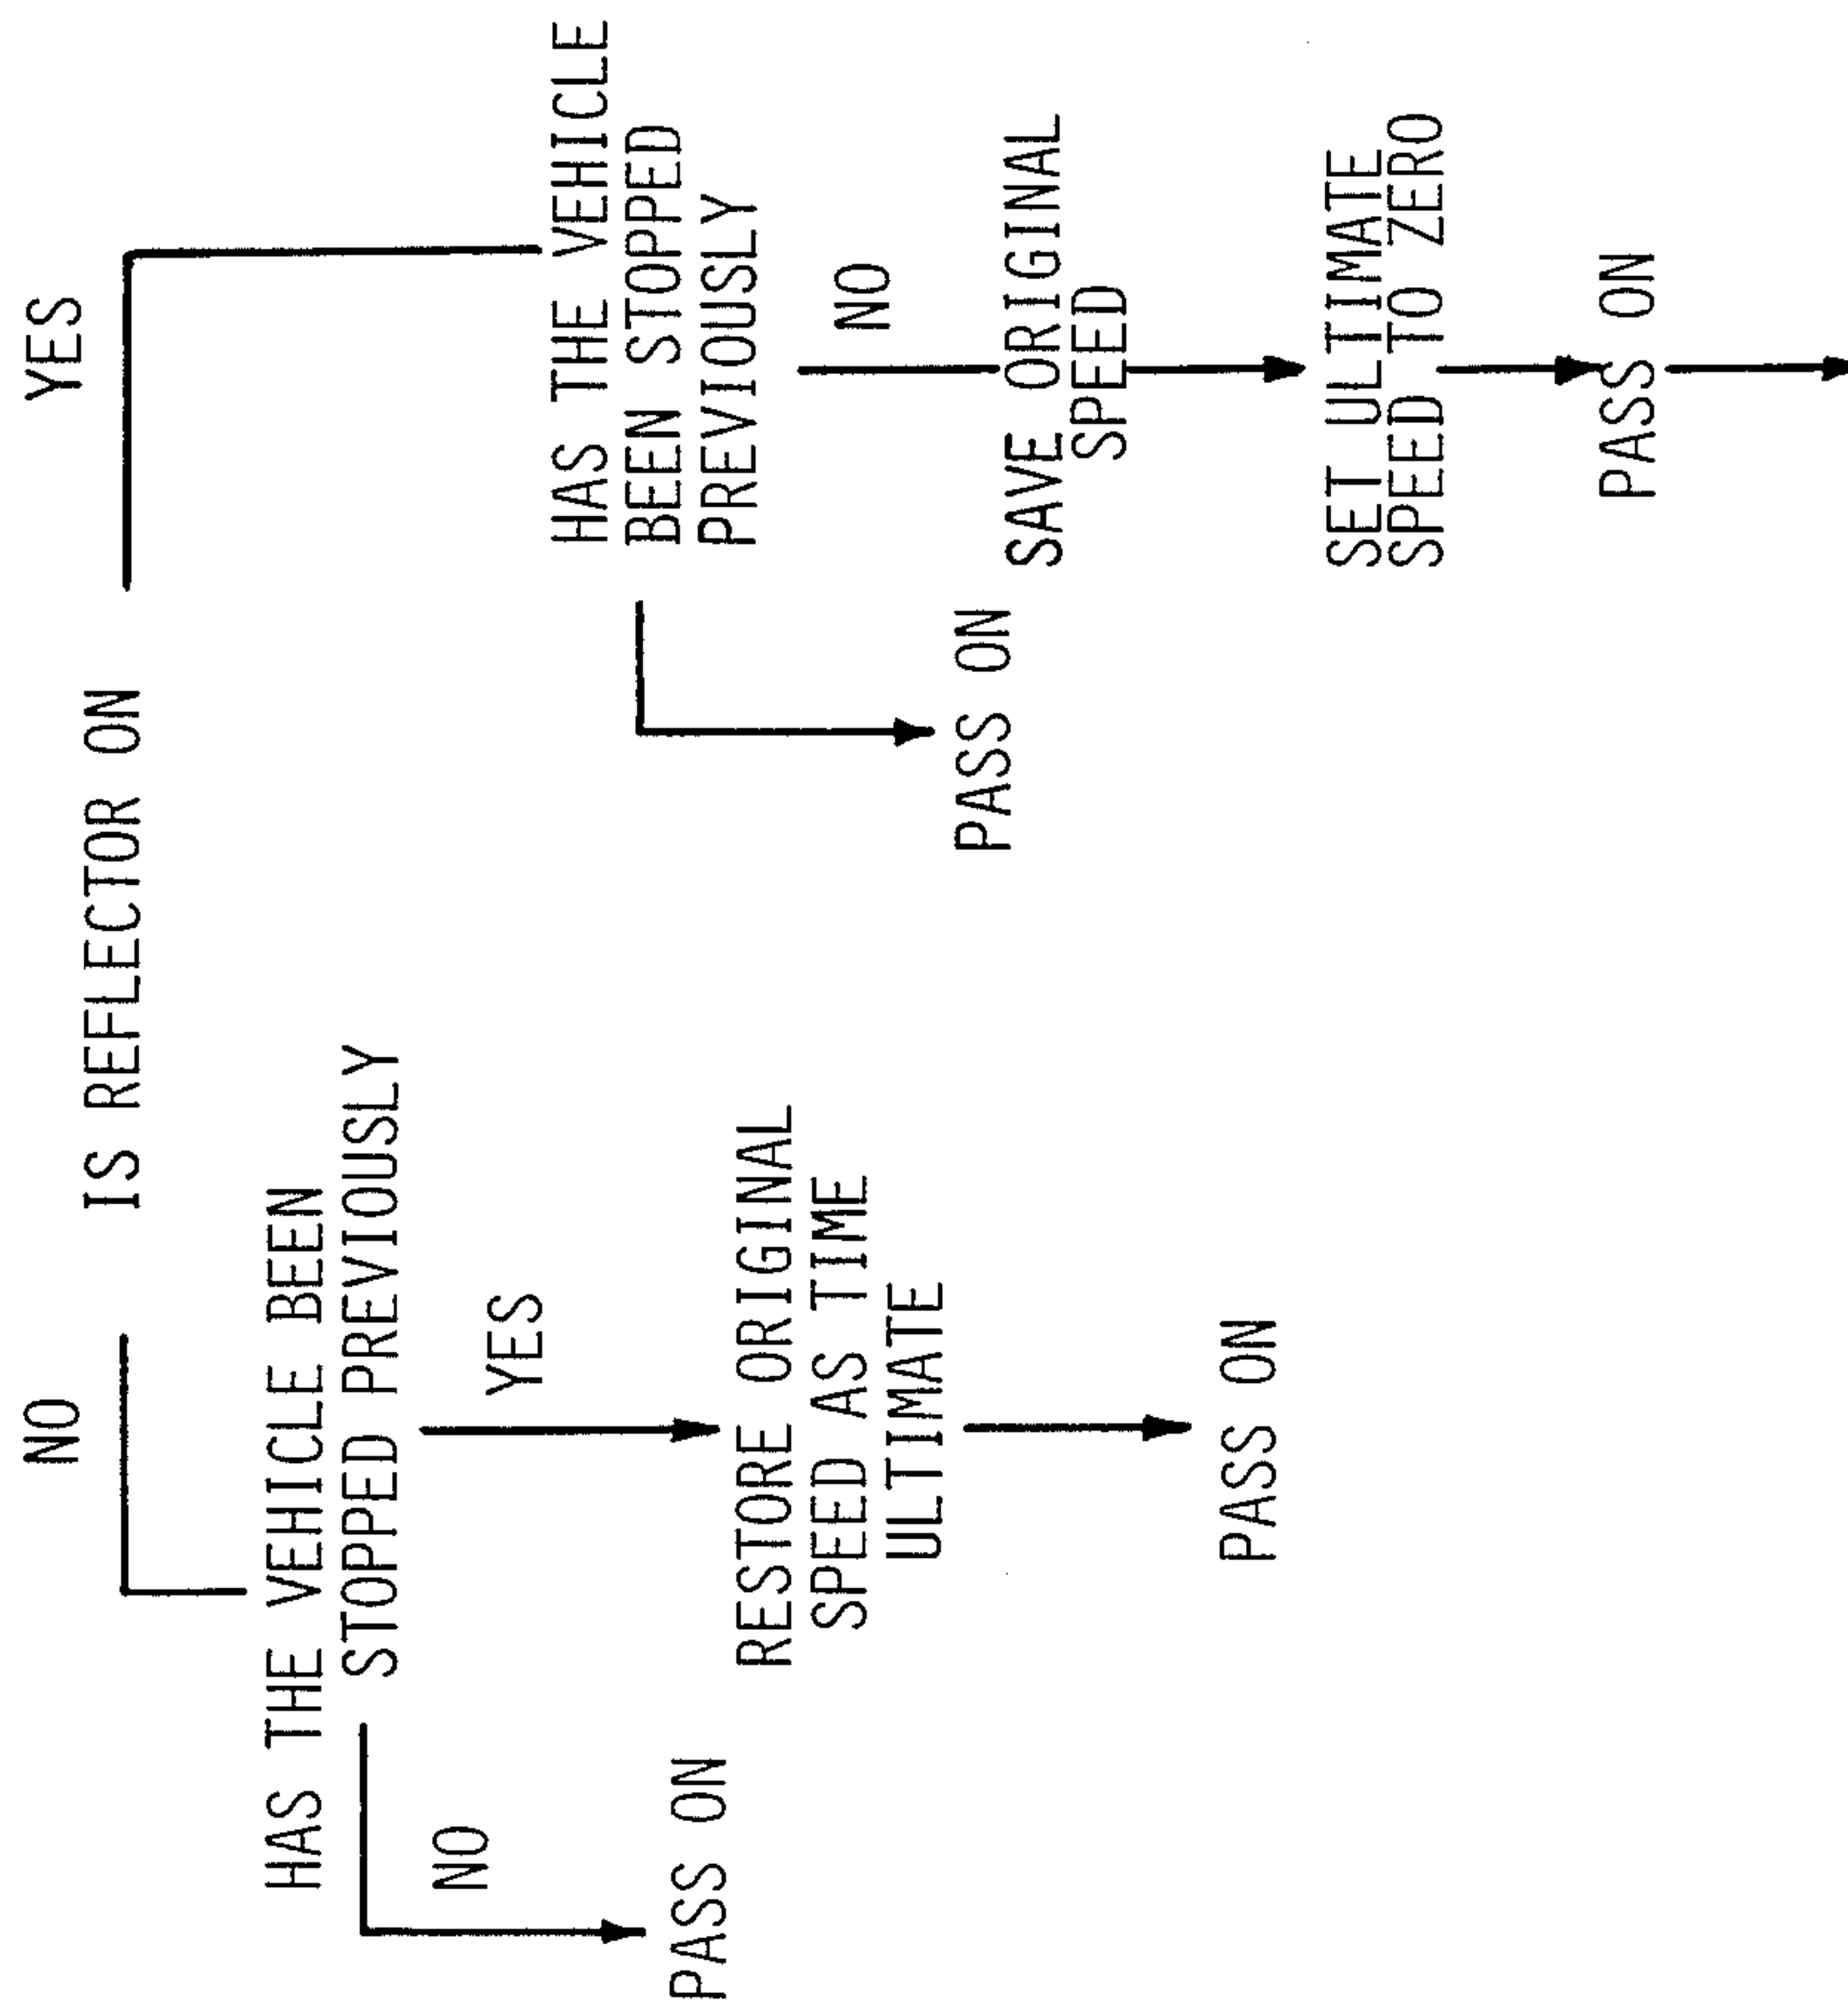 NO
YES
IS REFLECTOR ON
HAS THE VEHICLE BEEN
STOPPED PREVIOUSLY
NO
YES
PASS ON
RESTORE ORIGINAL
SPEED AS TIME
ULTIMATE
PASS ON
HAS THE VEHICLE
BEEN STOPPED
PREVIOUSLY
NO
PASS ON
SAVE ORIGINAL
SPEED
SET ULTIMATE
SPEED TO ZERO
PASS ON